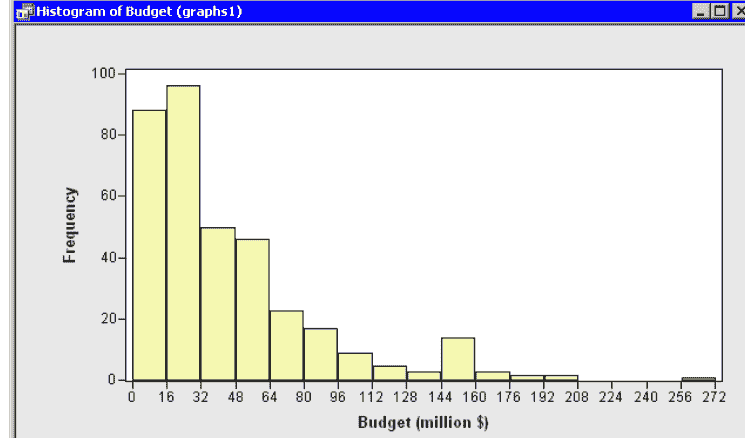 Histogram of Budget (graphs1)
100
80
60
40
20
0
Frequency
0 16 32 48 64 80 96 112 128 144 160 176 192 208 224 240 256 272
Budget (million $)